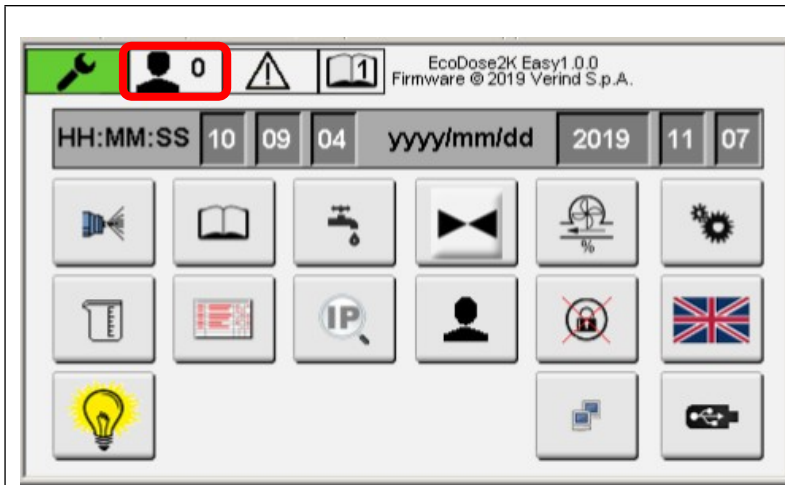 0
1
EcoDose2K Easy1.0.0
Firmware © 2019 Verind S.p.A.
HH:MM:SS 10 09 04 yyyy/mm/dd 2019 11 07
%
IP